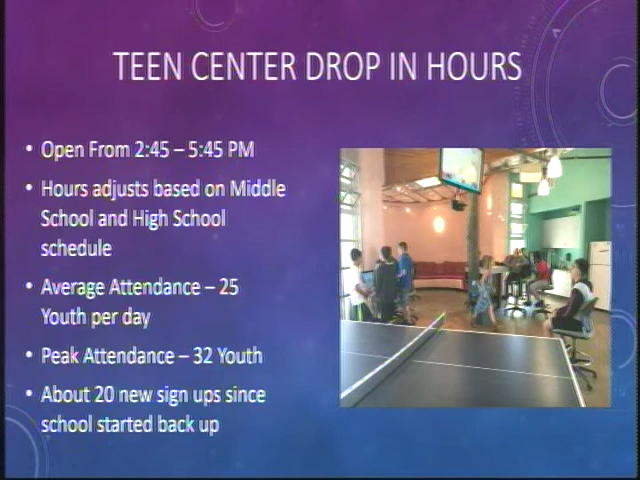 TEEN CENTER DROP IN HOURS
• Open From 2:45 – 5:45 PM
• Hours adjusts based on Middle
School and High School
schedule
• Average Attendance – 25
Youth per day
• Peak Attendance – 32 Youth
• About 20 new sign ups since
school started back up